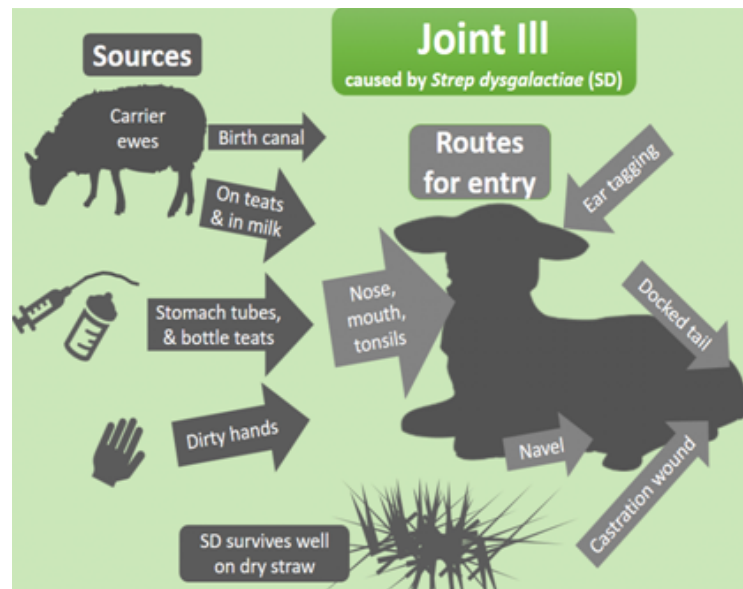 Joint Ill
caused by Strep dysgalactiae (SD)
Sources
Carrier
ewes
Birth canal
On teats
& in milk
Stomach tubes,
& bottle teats
Dirty hands
SD survives well
on dry straw
Routes
for entry
Ear tagging
Nose,
mouth,
tonsils
Docked tail
Navel
Castration wound